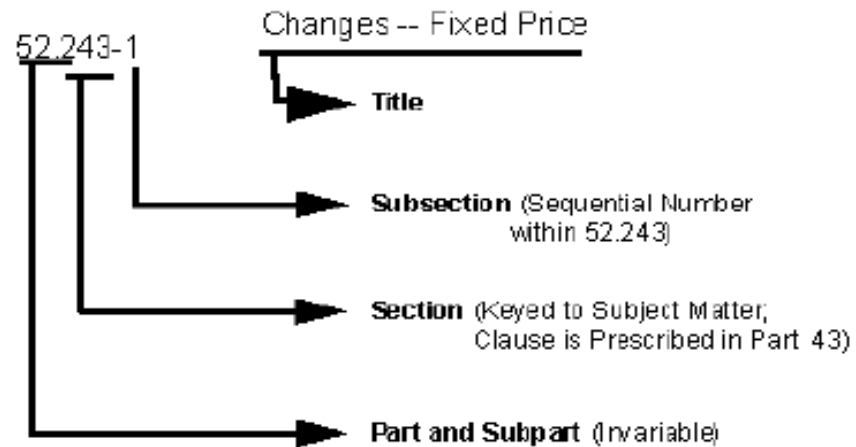 Changes -- Fixed Price
52.243-1
Title
Subsection (Sequential Number
within 52.243)
Section (Keyed to Subject Matter;
Clause is Prescribed in Part 43)
Part and Subpart (Invariable)